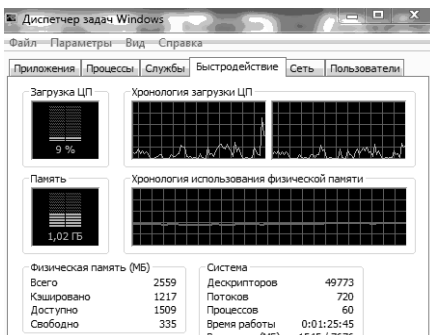 Диспетчер задач Windows
Файл Параметры Вид Справка
Приложения Процессы Службы Быстродействие Сеть Пользователи
Загрузка ЦП
Хронология загрузки ЦП
9 %
Память
Хронология использования физической памяти
1,02 ГБ
Физическая память (МБ)
Всего 2559
Кэшировано 1217
Доступно 1509
Свободно 335
Система
Дескрипторов 49773
Потоков 720
Процессов 60
Время работы 0:01:25:45